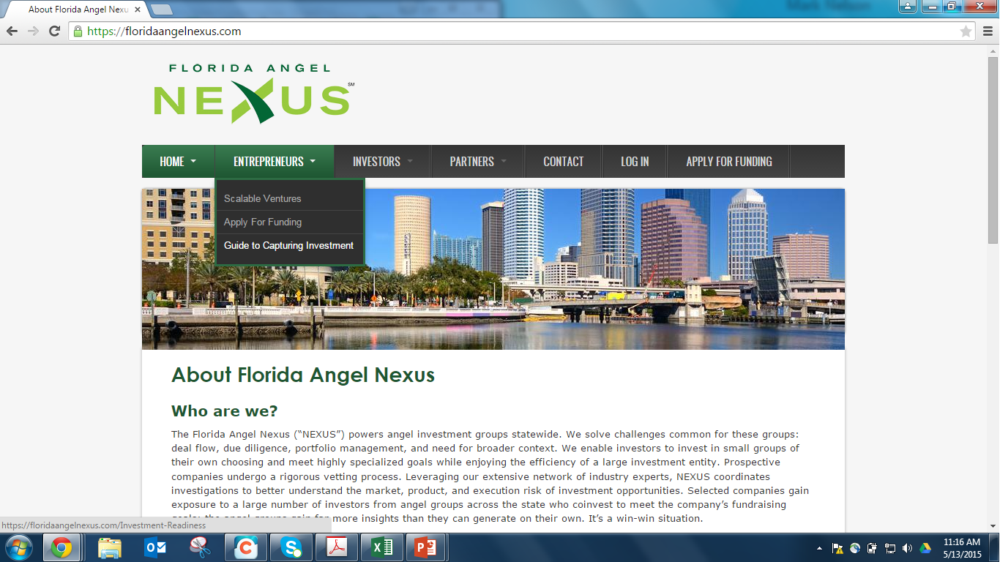 About Florida Angel Nexu
https://floridaangelnexus.com
FLORIDA ANGEL
NEXUS SM
HOME ENTREPRENEURS INVESTORS PARTNERS CONTACT LOG IN APPLY FOR FUNDING
Scalable Ventures
Apply For Funding
Guide to Capturing Investment
About Florida Angel Nexus
Who are we?
The Florida Angel Nexus (“NEXUS”) powers angel investment groups statewide. We solve challenges common for these groups:
deal flow, due diligence, portfolio management, and need for broader context. We enable investors to invest in small groups of
their own choosing and meet highly specialized goals while enjoying the efficiency of a large investment entity. Prospective
companies undergo a rigorous vetting process. Leveraging our extensive network of industry experts, NEXUS coordinates
investigations to better understand the market, product, and execution risk of investment opportunities. Selected companies gain
exposure to a large number of investors from angel groups across the state who coinvest to meet the company’s fundraising
more insights than they can generate on their own. It’s a win-win situation.
https://floridaangelnexus.com/Investment-Readiness
11:16 AM
5/13/2015